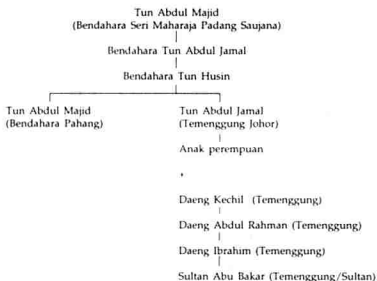 Tun Abdul Majid
(Bendahara Seri Maharaja Padang Saujana)
Bendahara Tun Abdul Jamal
Bendahara Tun Husin
Tun Abdul Majid
(Bendahara Pahang)
Tun Abdul Jamal
(Temenggung Johor)
Anak perempuan
Daeng Kechil (Temenggung)
Daeng Abdul Rahman (Temenggung)
Daeng Ibrahim (Temenggung)
Sultan Abu Bakar (Temenggung/Sultan)